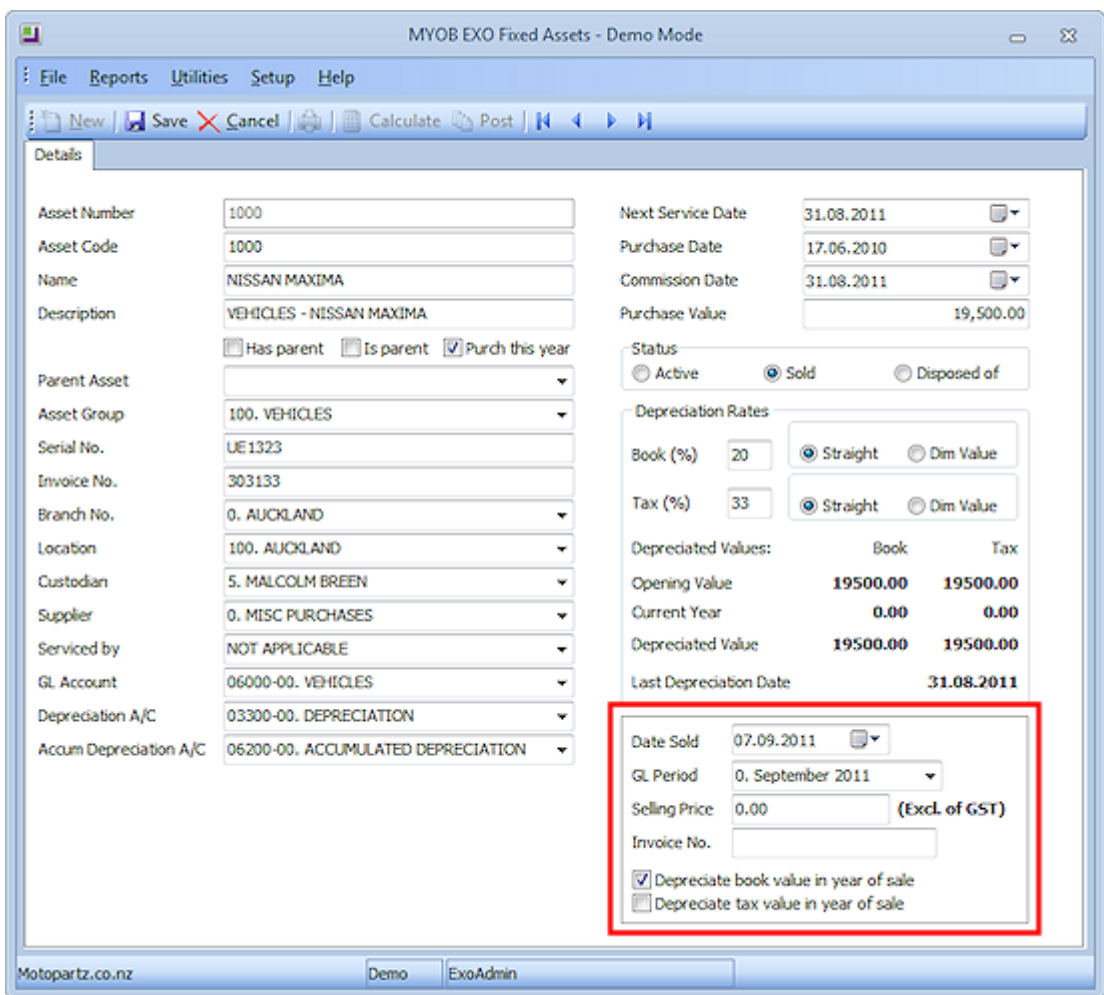 MYOB EXO Fixed Assets - Demo Mode
File Reports Utilities Setup Help
New Save Cancel Calculate Post
Details
Asset Number 1000
Asset Code 1000
Name NISSAN MAXIMA
Description VEHICLES - NISSAN MAXIMA
Has parent Is parent Purch this year
Parent Asset
Asset Group 100. VEHICLES
Serial No. UE1323
Invoice No. 303133
Branch No. 0. AUCKLAND
Location 100. AUCKLAND
Custodian 5. MALCOLM BREEN
Supplier 0. MISC PURCHASES
Serviced by NOT APPLICABLE
GL Account 06000-00. VEHICLES
Depreciation A/C 03300-00. DEPRECIATION
Accum Depreciation A/C 06200-00. ACCUMULATED DEPRECIATION
Next Service Date 31.08.2011
Purchase Date 17.06.2010
Commission Date 31.08.2011
Purchase Value 19,500.00
Status
Active Sold Disposed of
Depreciation Rates
Book (%) 20 Straight Dim Value
Tax (%) 33 Straight Dim Value
Depreciated Values: Book Tax
Opening Value 19500.00 19500.00
Current Year 0.00 0.00
Depreciated Value 19500.00 19500.00
Last Depreciation Date 31.08.2011
Date Sold 07.09.2011
GL Period 0. September 2011
Selling Price 0.00 (Excl. of GST)
Invoice No.
Depreciate book value in year of sale
Depreciate tax value in year of sale
Motopartz.co.nz Demo ExoAdmin